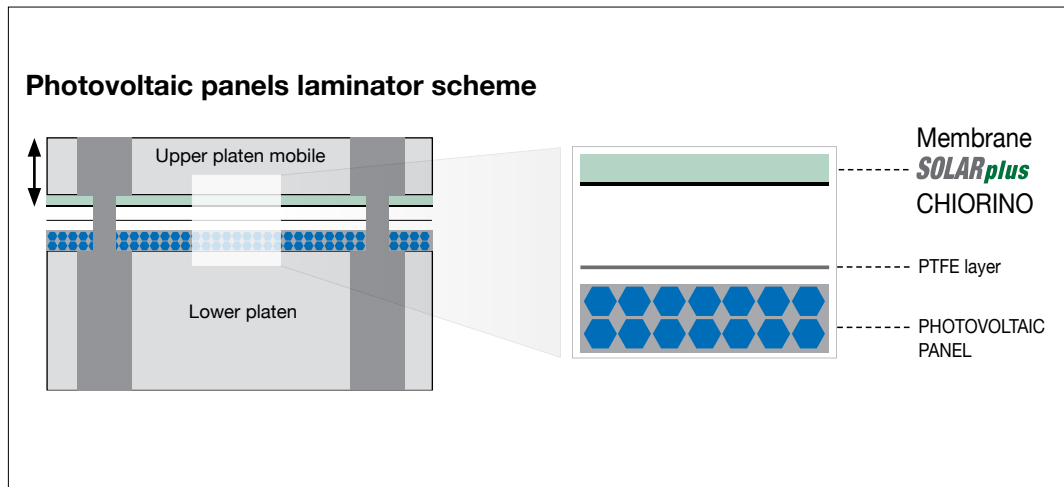 Photovoltaic panels laminator scheme
Upper platen mobile
Lower platen
Membrane
SOLARplus
CHIORINO
PTFE layer
PHOTOVOLTAIC
PANEL